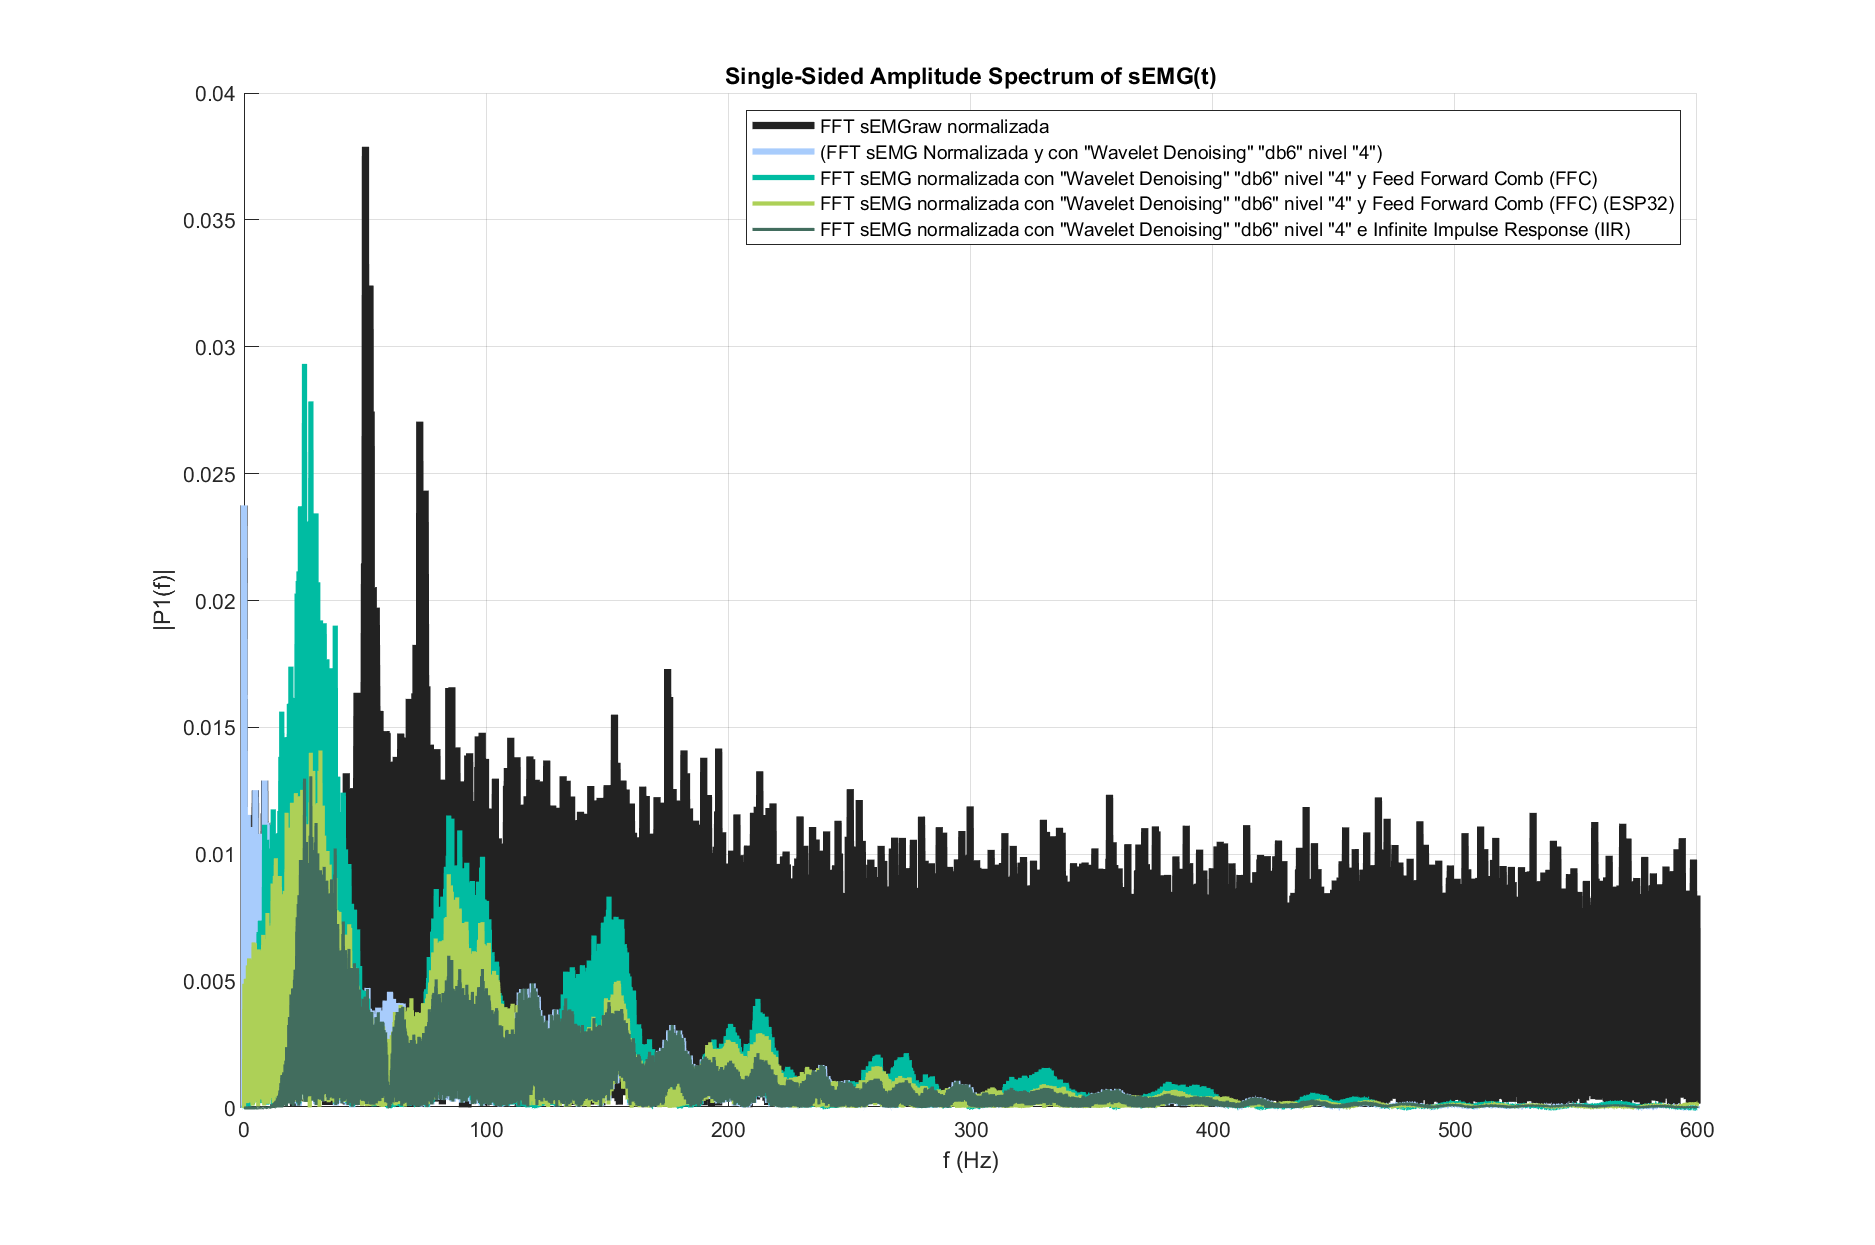 Single-Sided Amplitude Spectrum of sEMG(t)
FFT sEMGraw normalizada
(FFT sEMG Normalizada y con "Wavelet Denoising" "db6" nivel "4")
FFT sEMG normalizada con "Wavelet Denoising" "db6" nivel "4" y Feed Forward Comb (FFC)
FFT sEMG normalizada con "Wavelet Denoising" "db6" nivel "4" y Feed Forward Comb (FFC) (ESP32)
FFT sEMG normalizada con "Wavelet Denoising" "db6" nivel "4" e Infinite Impulse Response (IIR)
0.04
0.035
0.03
0.025
0.02
0.015
0.01
0.005
0
|P1(f)|
0 100 200 300 400 500 600
f (Hz)